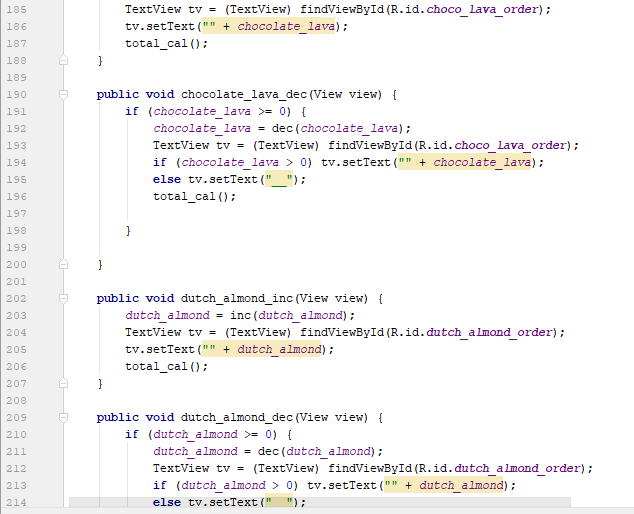 185 TextView tv = (TextView) findViewById(R.id.choco_lava_order);
186 tv.setText("" + chocolate_lava);
187 total_cal();
188 }
189
190 public void chocolate_lava_dec(View view) {
191 if (chocolate_lava >= 0) {
192 chocolate_lava = dec(chocolate_lava);
193 TextView tv = (TextView) findViewById(R.id.choco_lava_order);
194 if (chocolate_lava > 0) tv.setText("" + chocolate_lava);
195 else tv.setText("__");
196 total_cal();
197
198 }
199
200 }
201
202 public void dutch_almond_inc(View view) {
203 dutch_almond = inc(dutch_almond);
204 TextView tv = (TextView) findViewById(R.id.dutch_almond_order);
205 tv.setText("" + dutch_almond);
206 total_cal();
207 }
208
209 public void dutch_almond_dec(View view) {
210 if (dutch_almond >= 0) {
211 dutch_almond = dec(dutch_almond);
212 TextView tv = (TextView) findViewById(R.id.dutch_almond_order);
213 if (dutch_almond > 0) tv.setText("" + dutch_almond);
214 else tv.setText("  ");